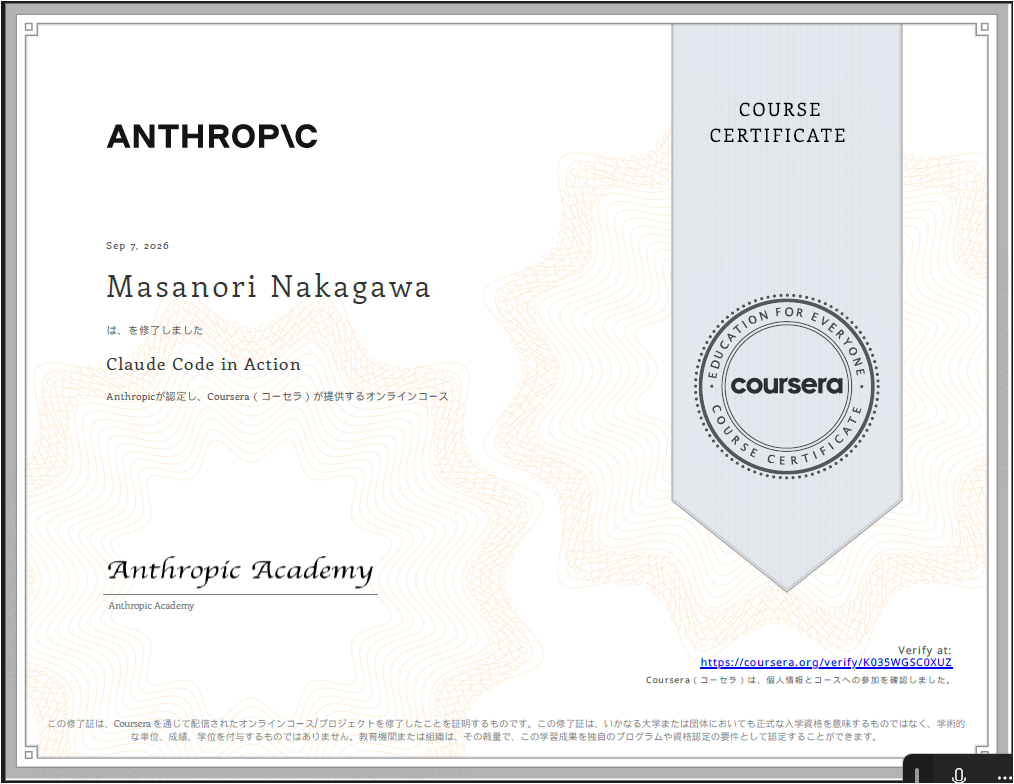 ANTHROP\C
COURSE
CERTIFICATE
Sep 7, 2026
Masanori Nakagawa
は、を修了しました
Claude Code in Action
Anthropicが認定し、Coursera ( コーセラ ) が提供するオンラインコース
EDUCATION FOR EVERYONE
coursera
COURSE CERTIFICATE
Anthropic Academy
Anthropic Academy
Verify at:
https://coursera.org/verify/K035WGSC0XUZ
Coursera ( コーセラ ) は、個人情報とコースへの参加を確認しました。
この修了証は、Coursera を通じて配信されたオンラインコース/プロジェクトを修了したことを証明するものです。この修了証は、いかなる大学または団体においても正式な入学資格を意味するものではなく、学術的
な単位、成績、学位を付与するものではありません。教育機関または組織は、その裁量で、この学習成果を独自のプログラムや資格認定の要件として認定することができます。